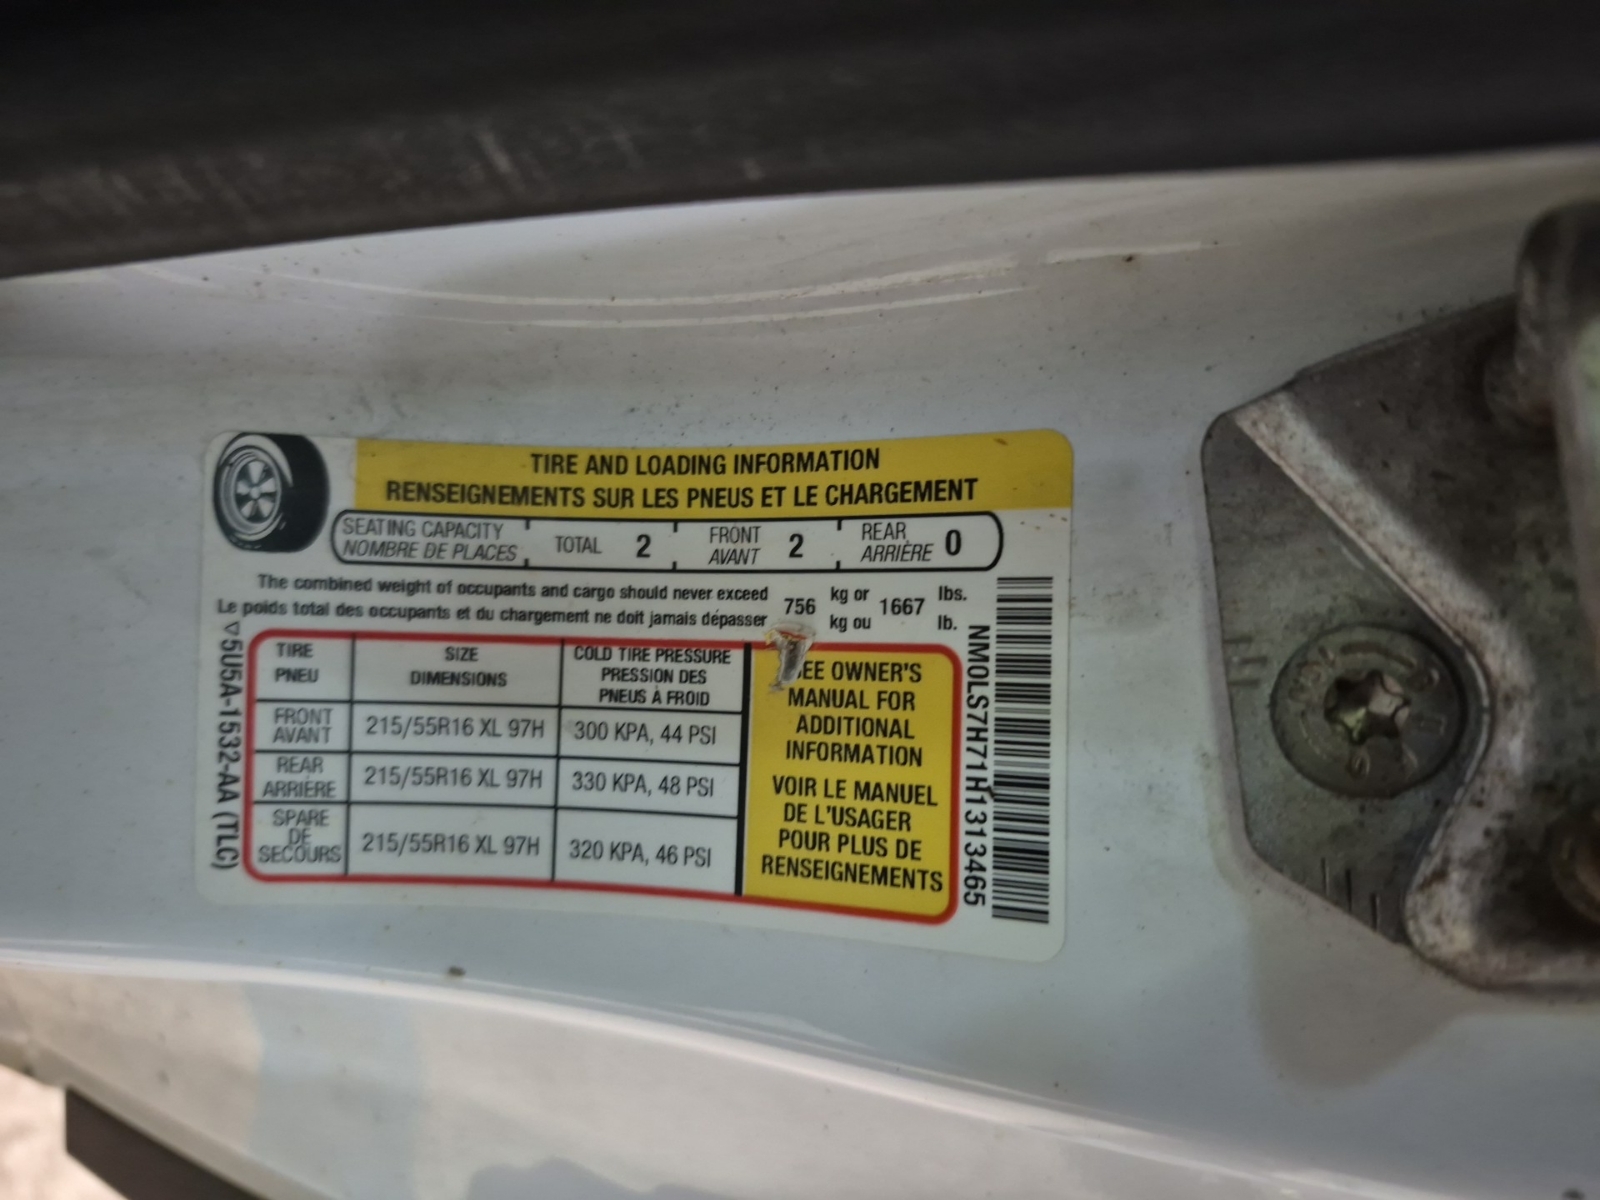 TIRE AND LOADING INFORMATION
RENSEIGNEMENTS SUR LES PNEUS ET LE CHARGEMENT
SEATING CAPACITY
NOMBRE DE PLACES
TOTAL 2
FRONT
AVANT 2
REAR
ARRIÈRE 0
The combined weight of occupants and cargo should never exceed
Le poids total des occupants et du chargement ne doit jamais dépasser
756
kg or
kg ou
1667
lbs.
lb.
5U5A-1532-AA (TLC)
TIRE
PNEU
SIZE
DIMENSIONS
COLD TIRE PRESSURE
PRESSION DES
PNEUS À FROID
FRONT
AVANT
215/55R16 XL 97H
300 KPA, 44 PSI
REAR
ARRIÈRE
215/55R16 XL 97H
330 KPA, 48 PSI
SPARE
DE
SECOURS
215/55R16 XL 97H
320 KPA, 46 PSI
EE OWNER'S
MANUAL FOR
ADDITIONAL
INFORMATION
VOIR LE MANUEL
DE L'USAGER
POUR PLUS DE
RENSEIGNEMENTS
NM0LS7H71H1313465